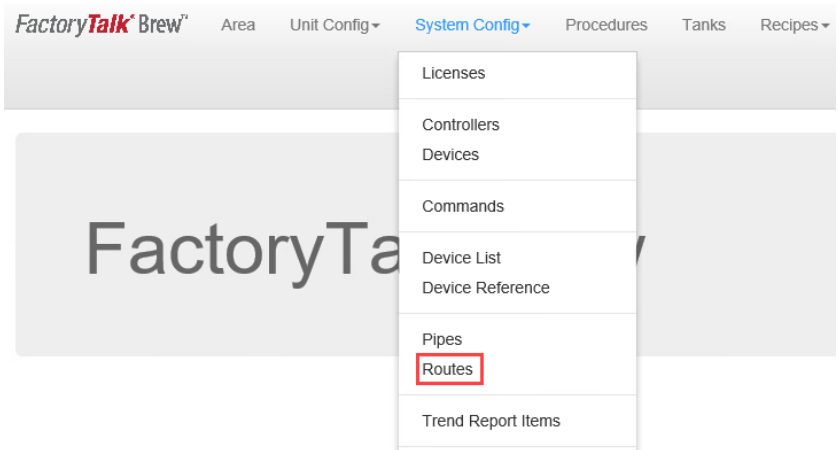 FactoryTalk Brew™ Area Unit Config System Config Procedures Tanks Recipes
Licenses
Controllers
Devices
Commands
FactoryTa
Device List
Device Reference
Pipes
Routes
Trend Report Items